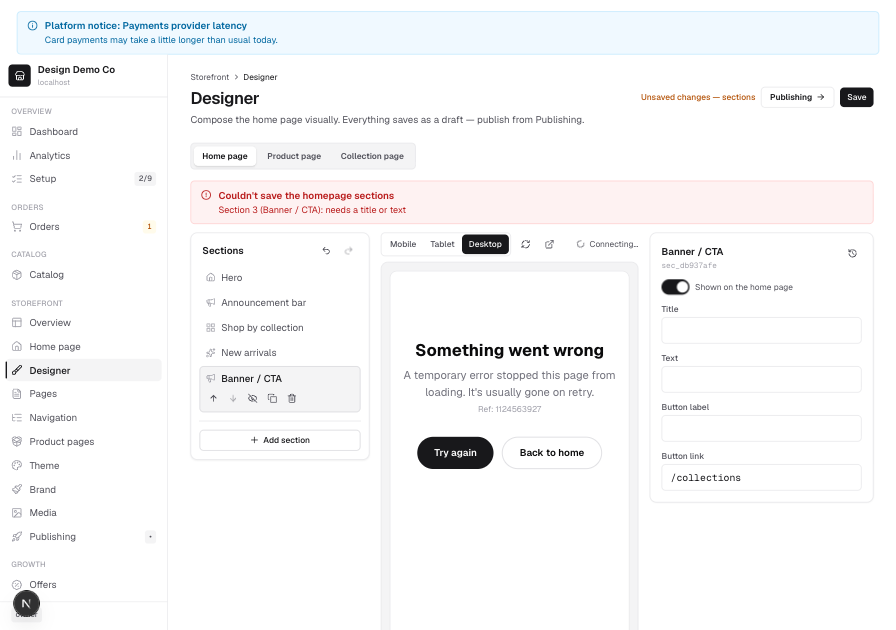 Platform notice: Payments provider latency
Card payments may take a little longer than usual today.
Design Demo Co
localhost
OVERVIEW
Dashboard
Analytics
Setup 2/9
ORDERS
Orders 1
CATALOG
Catalog
STOREFRONT
Overview
Home page
Designer
Pages
Navigation
Product pages
Theme
Brand
Media
Publishing
GROWTH
Offers
N
Storefront > Designer
Designer
Unsaved changes — sections Publishing → Save
Compose the home page visually. Everything saves as a draft — publish from Publishing.
Home page Product page Collection page
Couldn't save the homepage sections
Section 3 (Banner / CTA): needs a title or text
Sections
Hero
Announcement bar
Shop by collection
New arrivals
Banner / CTA
+ Add section
Mobile Tablet Desktop Connecting…
Something went wrong
A temporary error stopped this page from
loading. It's usually gone on retry.
Ref: 1124563927
Try again Back to home
Banner / CTA
sec_db937afe
Shown on the home page
Title
Text
Button label
Button link
/collections